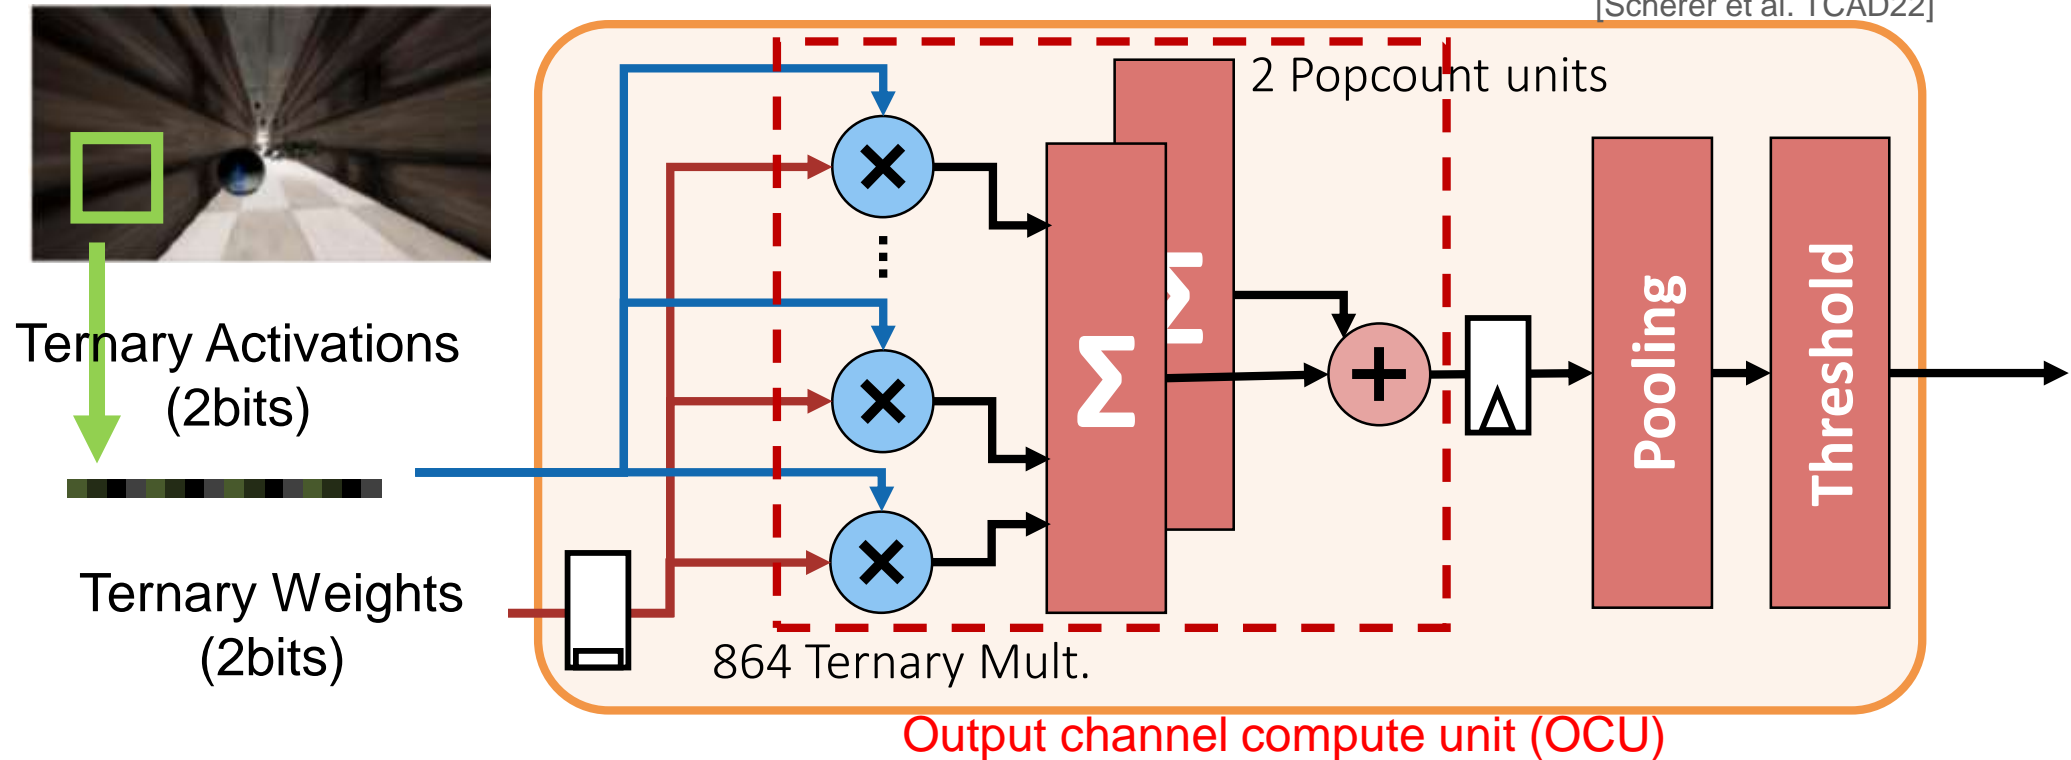 [Scherer et al. TCAD22]
2 Popcount units
Ternary Activations
(2bits)
Σ
Σ
Pooling
Threshold
Ternary Weights
(2bits)
864 Ternary Mult.
Output channel compute unit (OCU)